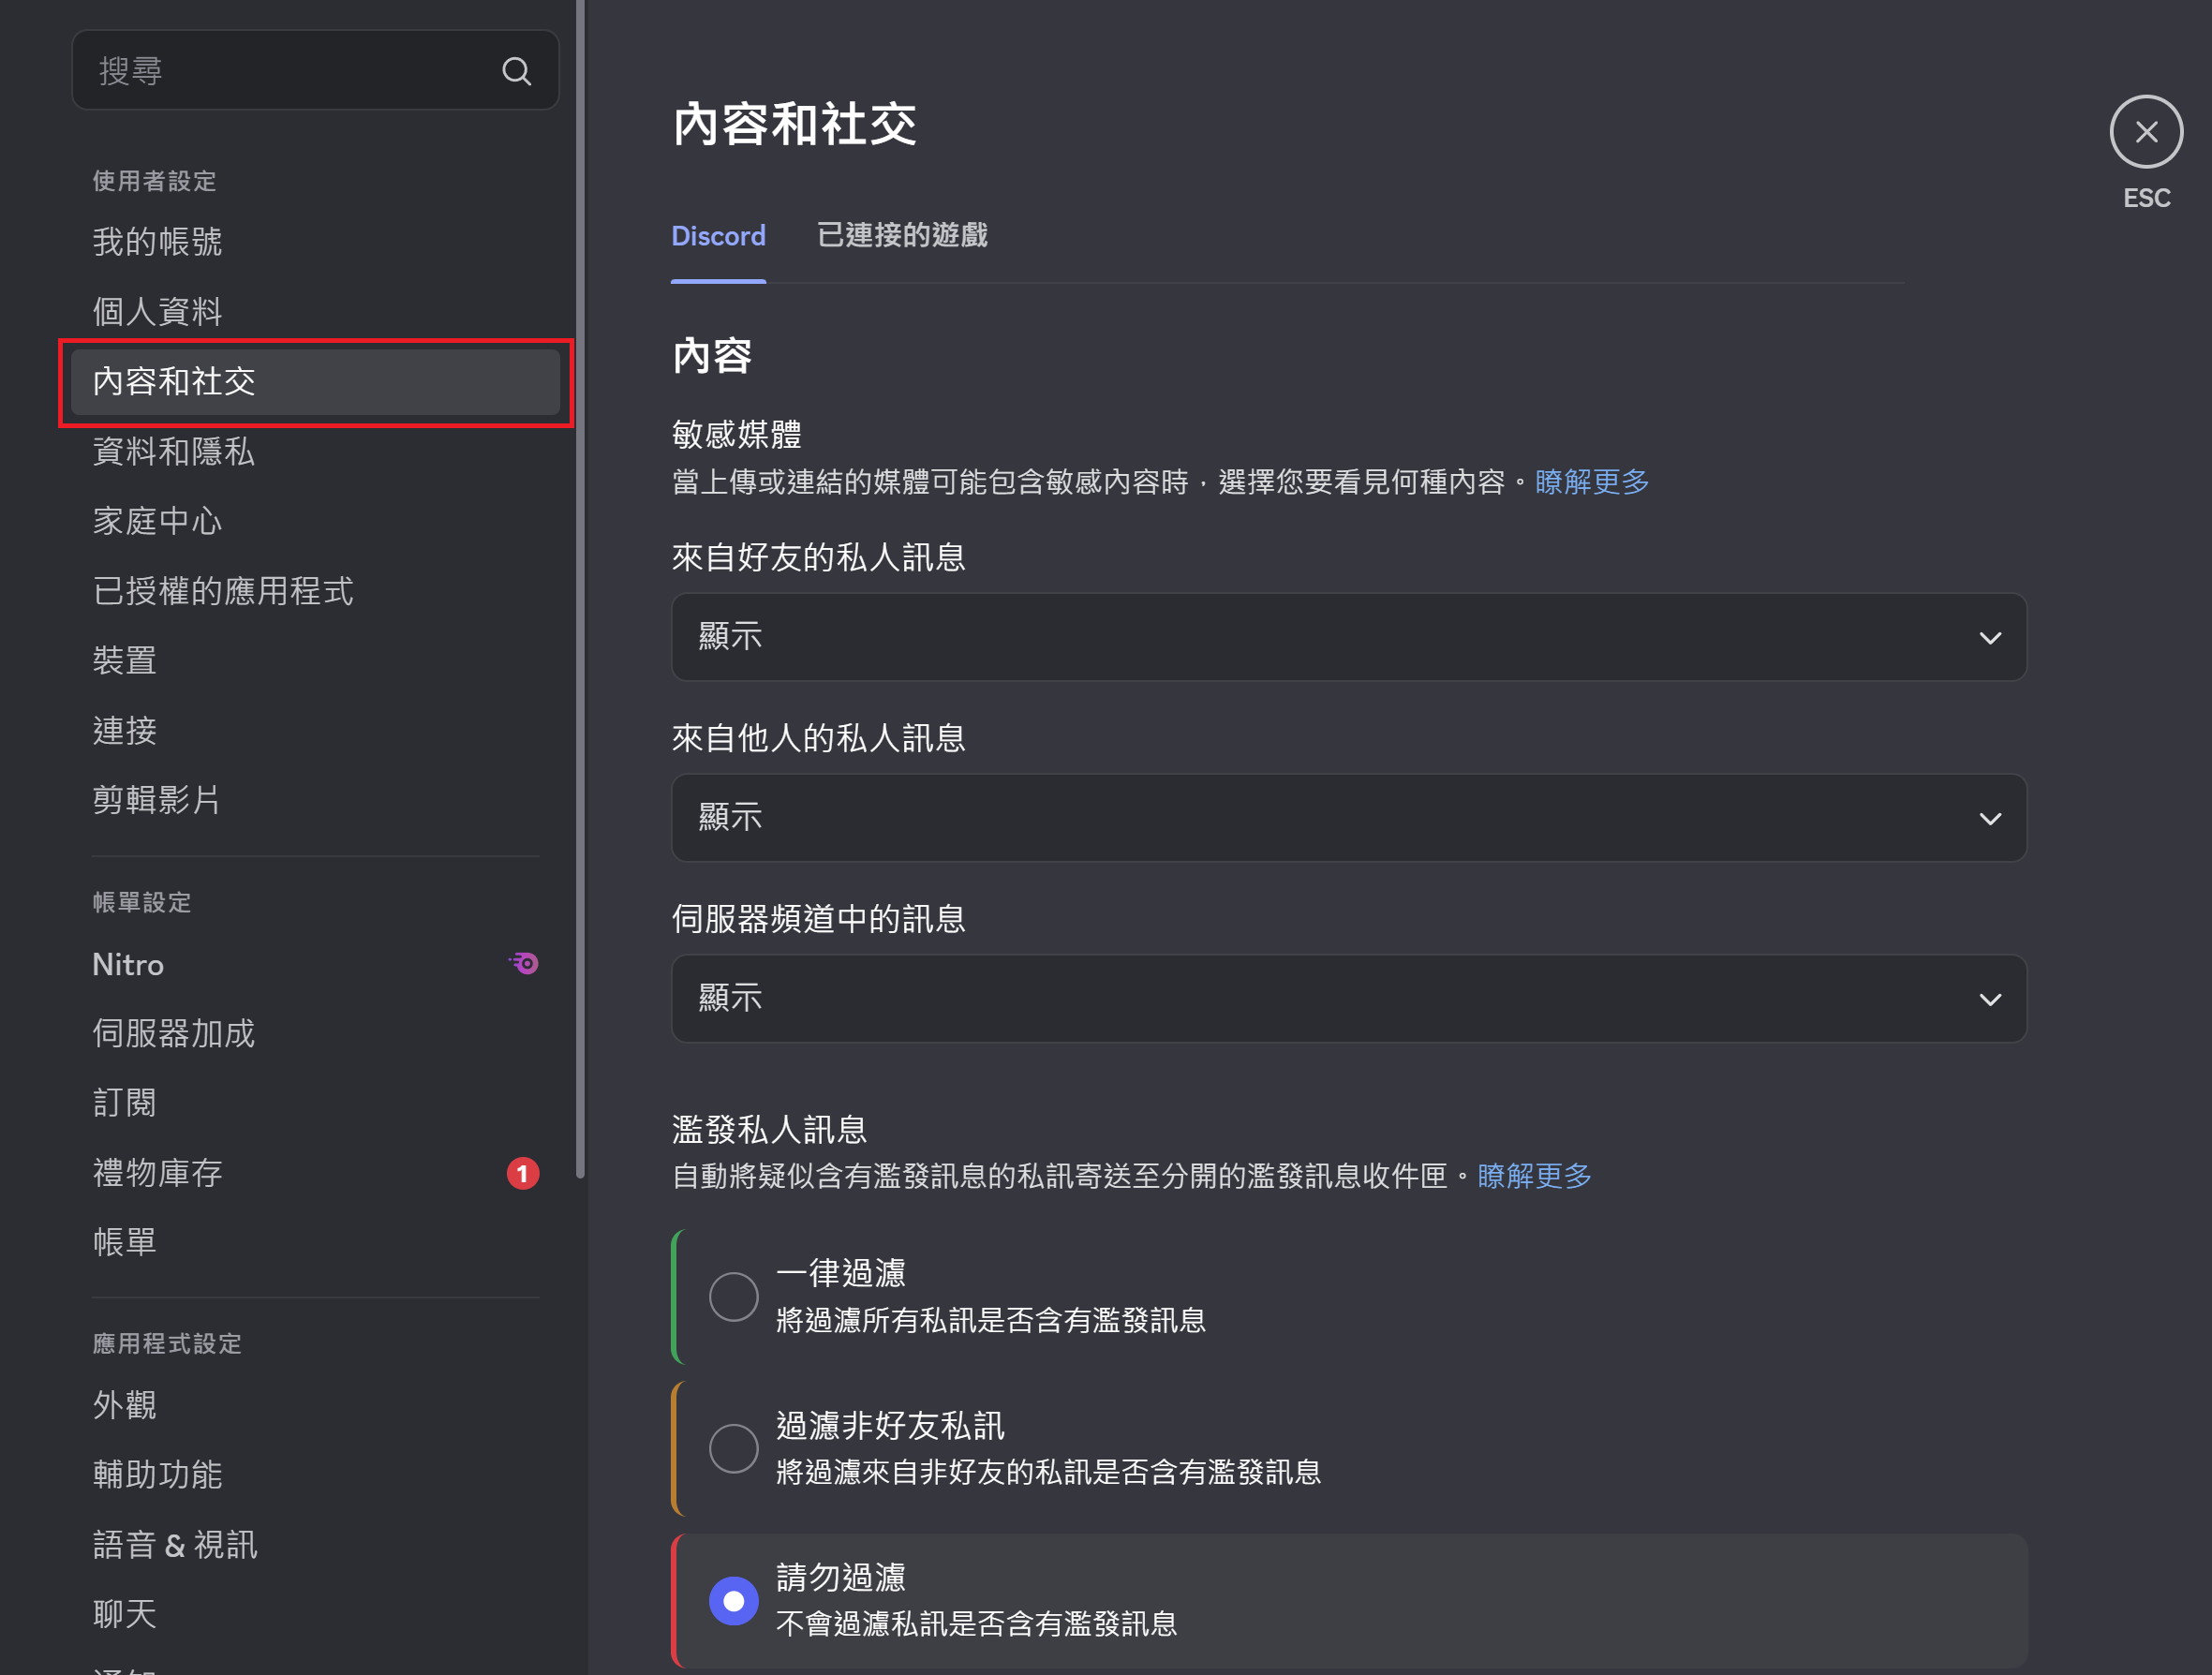 搜尋
使用者設定
我的帳號
個人資料
內容和社交
資料和隱私
家庭中心
已授權的應用程式
裝置
連接
剪輯影片
帳單設定
Nitro
伺服器加成
訂閱
禮物庫存
1
帳單
應用程式設定
外觀
輔助功能
語音 & 視訊
聊天
內容和社交
ESC
Discord 已連接的遊戲
內容
敏感媒體
當上傳或連結的媒體可能包含敏感內容時，選擇您要看見何種內容。瞭解更多
來自好友的私人訊息
顯示
來自他人的私人訊息
顯示
伺服器頻道中的訊息
顯示
濫發私人訊息
自動將疑似含有濫發訊息的私訊寄送至分開的濫發訊息收件匣。瞭解更多
一律過濾
將過濾所有私訊是否含有濫發訊息
過濾非好友私訊
將過濾來自非好友的私訊是否含有濫發訊息
請勿過濾
不會過濾私訊是否含有濫發訊息